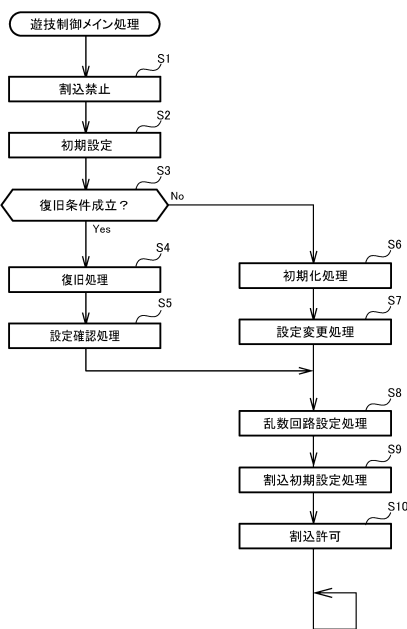 遊技制御メイン処理
S1
割込禁止
S2
初期設定
S3
復旧条件成立？
No
Yes
S4
復旧処理
S5
設定確認処理
S6
初期化処理
S7
設定変更処理
S8
乱数回路設定処理
S9
割込初期設定処理
S10
割込許可